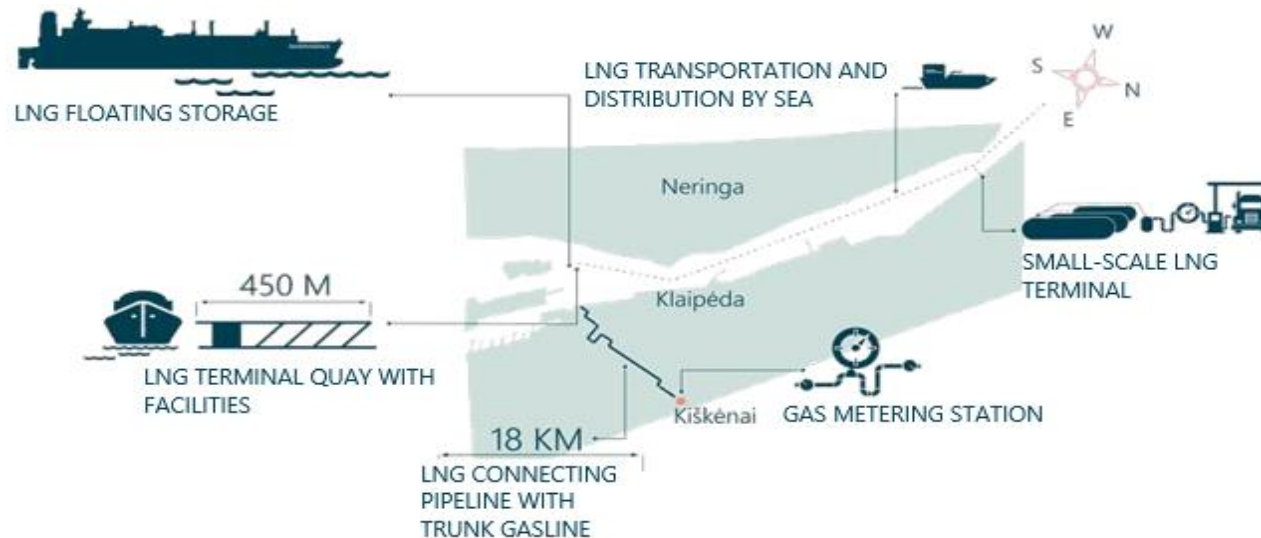 LNG FLOATING STORAGE
LNG TRANSPORTATION AND
DISTRIBUTION BY SEA
W
S
N
E
Neringa
SMALL-SCALE LNG
TERMINAL
450 M
Klaipėda
LNG TERMINAL QUAY WITH
FACILITIES
Kiškėnai
GAS METERING STATION
18 KM
LNG CONNECTING
PIPELINE WITH
TRUNK GASLINE